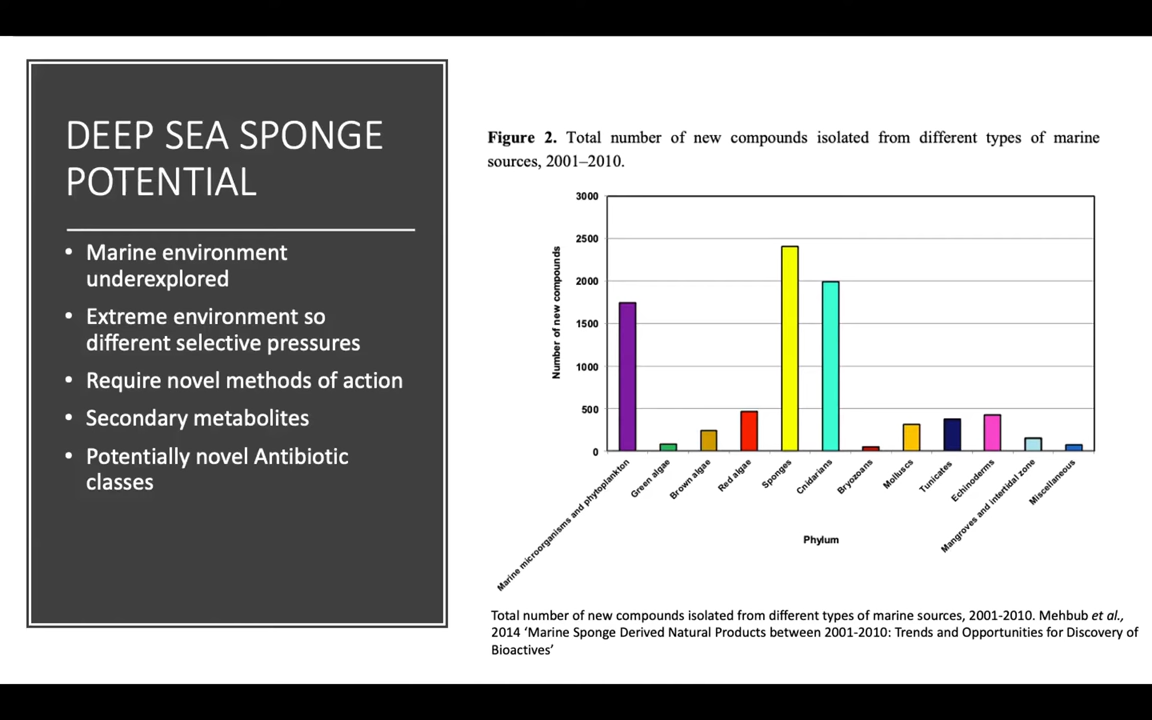 DEEP SEA SPONGE
POTENTIAL
• Marine environment
underexplored
• Extreme environment so
different selective pressures
• Require novel methods of action
• Secondary metabolites
• Potentially novel Antibiotic
classes
Figure 2. Total number of new compounds isolated from different types of marine
sources, 2001–2010.
3000
2500
2000
1500
1000
500
0
Number of new compounds
Marine microorganisms and phytoplankton
Green algae
Brown algae
Red algae
Sponges
Cnidarians
Bryozoans
Molluscs
Tunicates
Echinoderms
Mangroves and intertidal zone
Miscellaneous
Phylum
Total number of new compounds isolated from different types of marine sources, 2001-2010. Mehbub et al.,
2014 ‘Marine Sponge Derived Natural Products between 2001-2010: Trends and Opportunities for Discovery of
Bioactives’